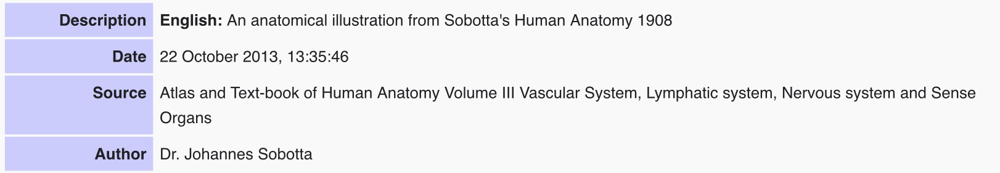 Description English: An anatomical illustration from Sobotta's Human Anatomy 1908
Date 22 October 2013, 13:35:46
Source Atlas and Text-book of Human Anatomy Volume III Vascular System, Lymphatic system, Nervous system and Sense
Organs
Author Dr. Johannes Sobotta